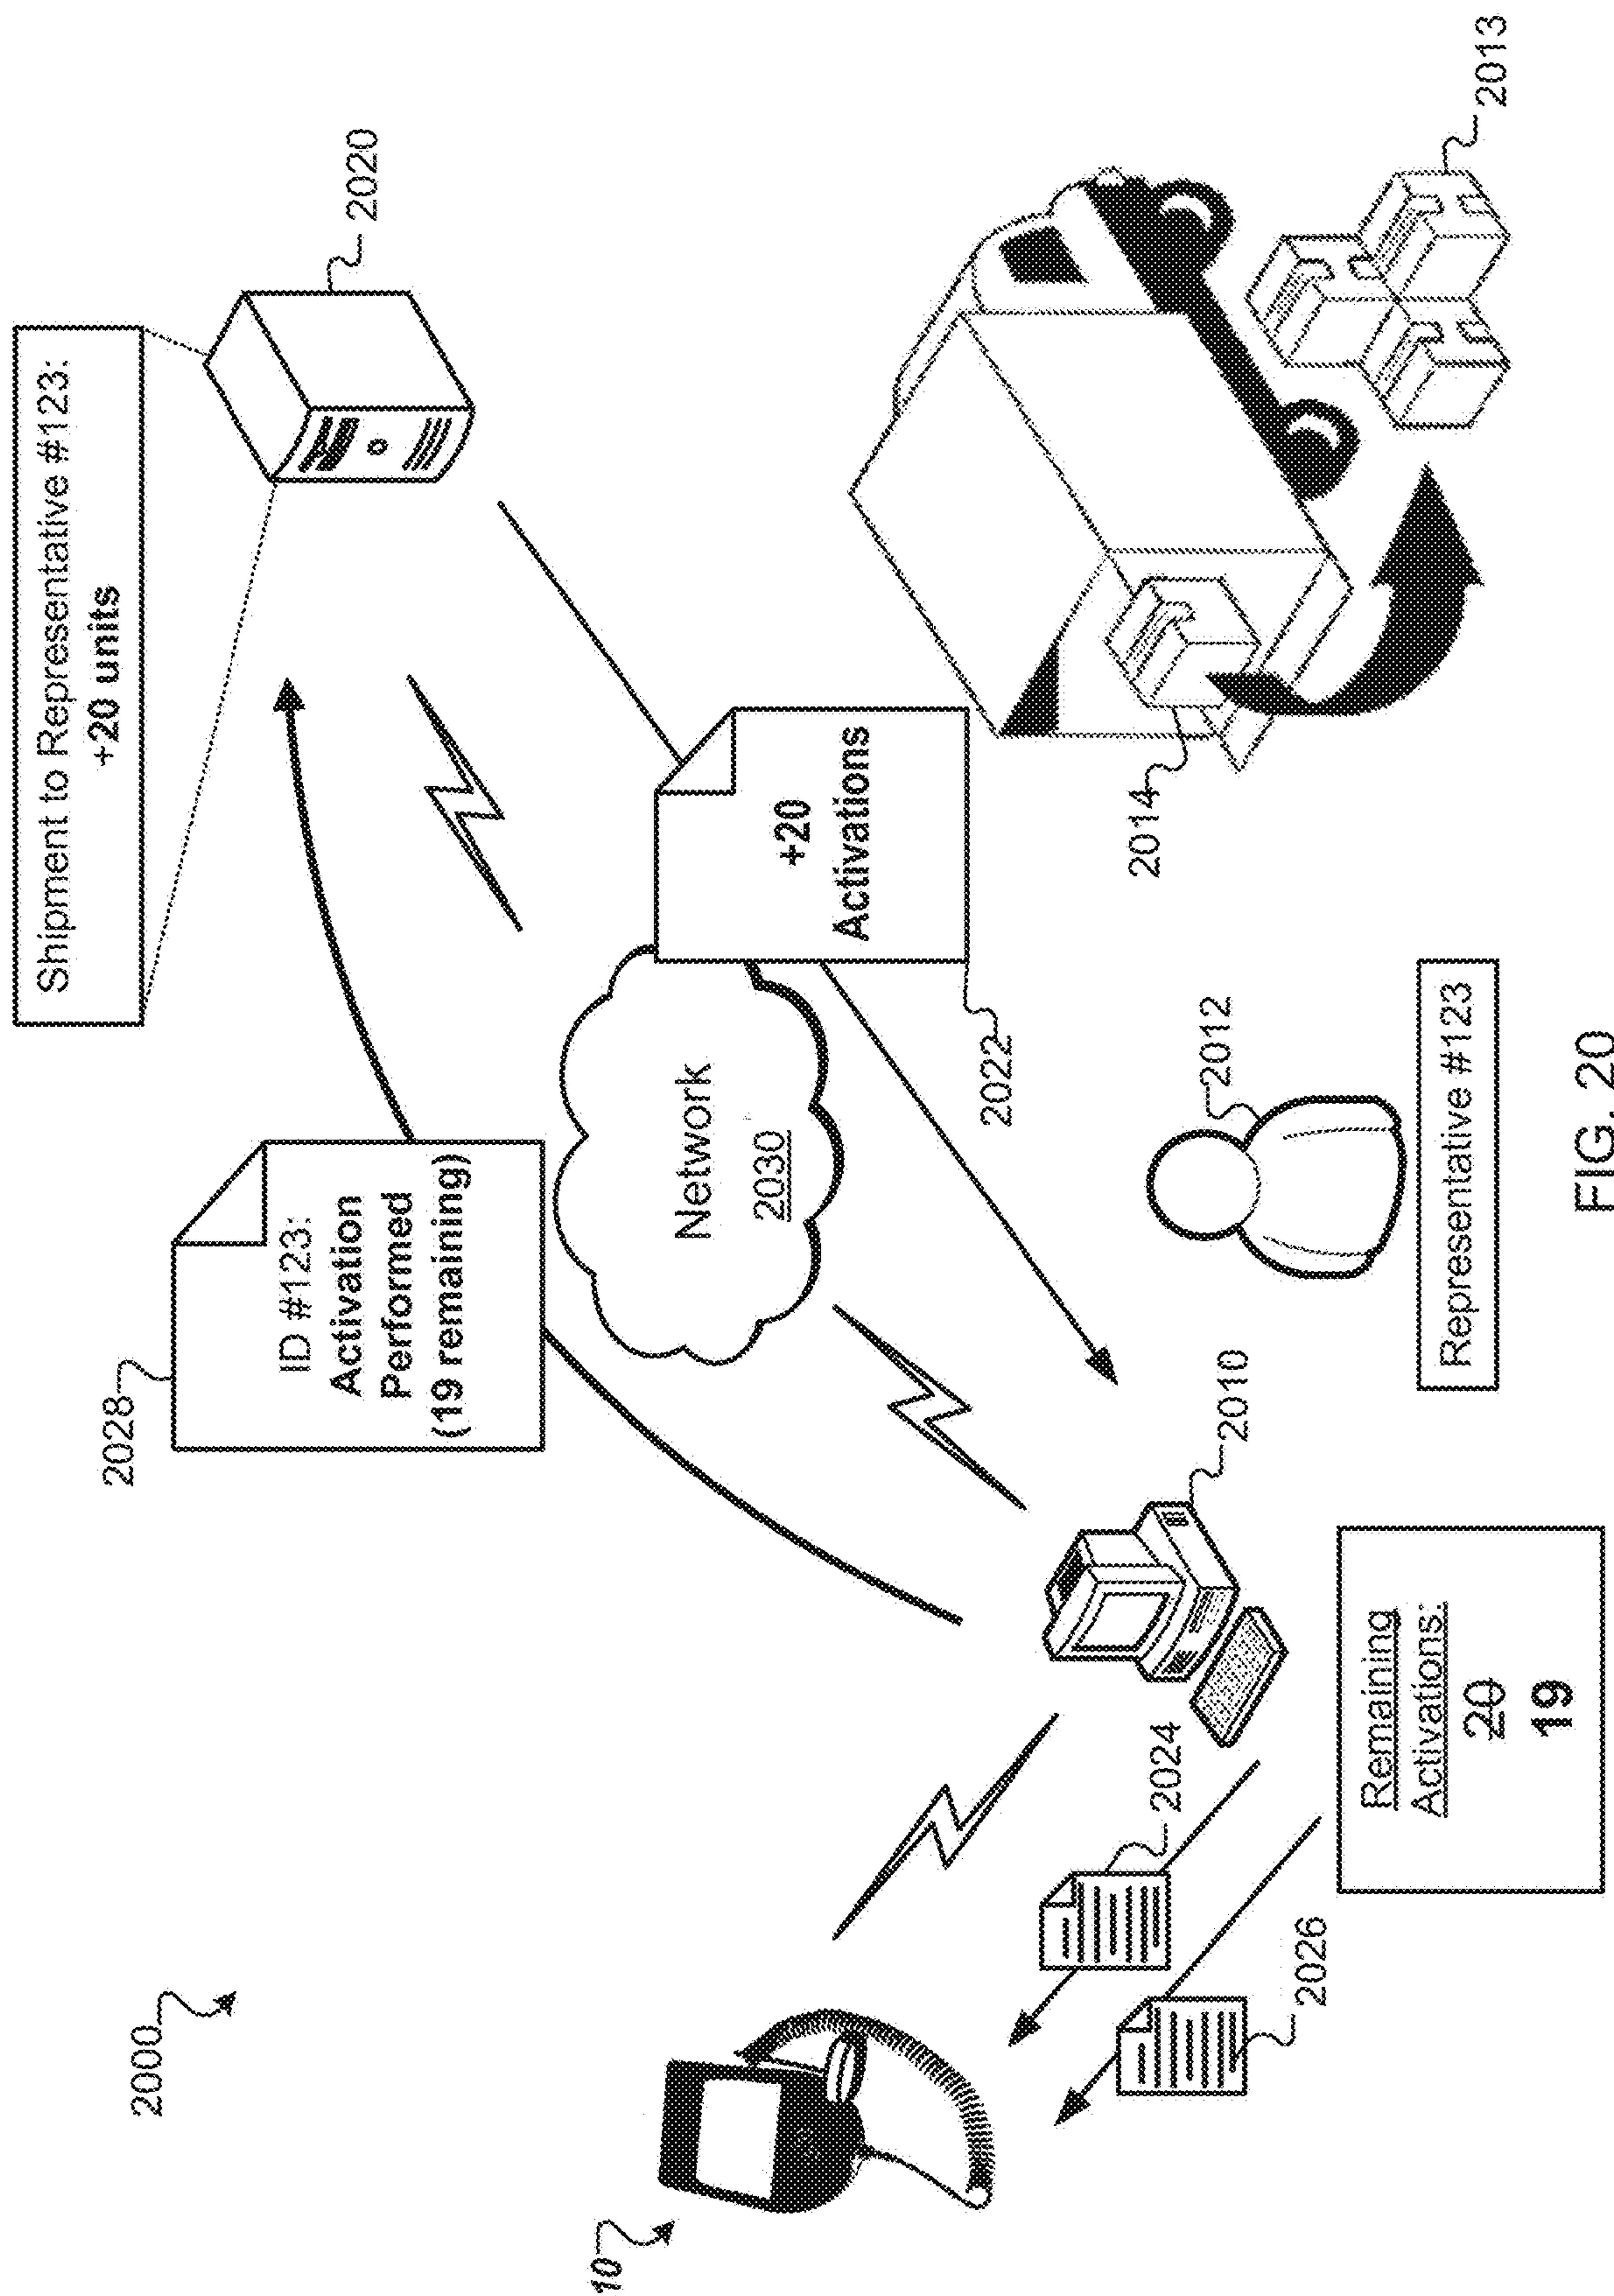 2000
10
2028
ID #123:
Activation
Performed
(19 remaining)
Shipment to Representative #123:
+20 units
2020
Network
2030
+20
Activations
2022
2024
2026
2010
Remaining
Activations:
20
19
2012
Representative #123
2014
2013
FIG. 20